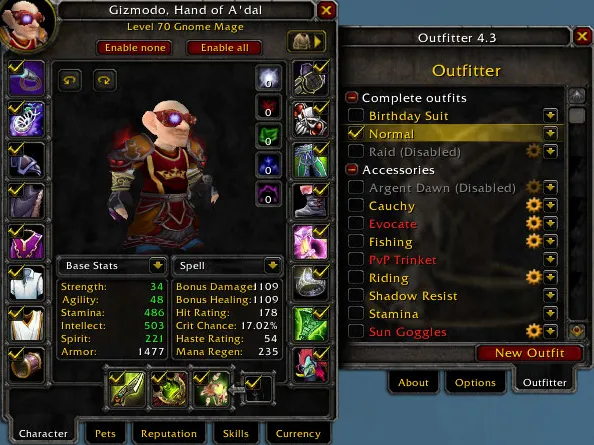 Gizmodo, Hand of A'dal
Level 70 Gnome Mage
Enable none
Enable all
0
0
0
0
0
Base Stats
Strength: 34
Agility: 48
Stamina: 486
Intellect: 503
Spirit: 221
Armor: 1477
Spell
Bonus Damage:1109
Bonus Healing:1109
Hit Rating: 178
Crit Chance: 17.02%
Haste Rating: 54
Mana Regen: 235
Character
Pets
Reputation
Skills
Currency
Outfitter 4.3
Outfitter
Complete outfits
Birthday Suit
Normal
Raid (Disabled)
Accessories
Argent Dawn (Disabled)
Cauchy
Evocate
Fishing
PvP Trinket
Riding
Shadow Resist
Stamina
Sun Goggles
New Outfit
About
Options
Outfitter